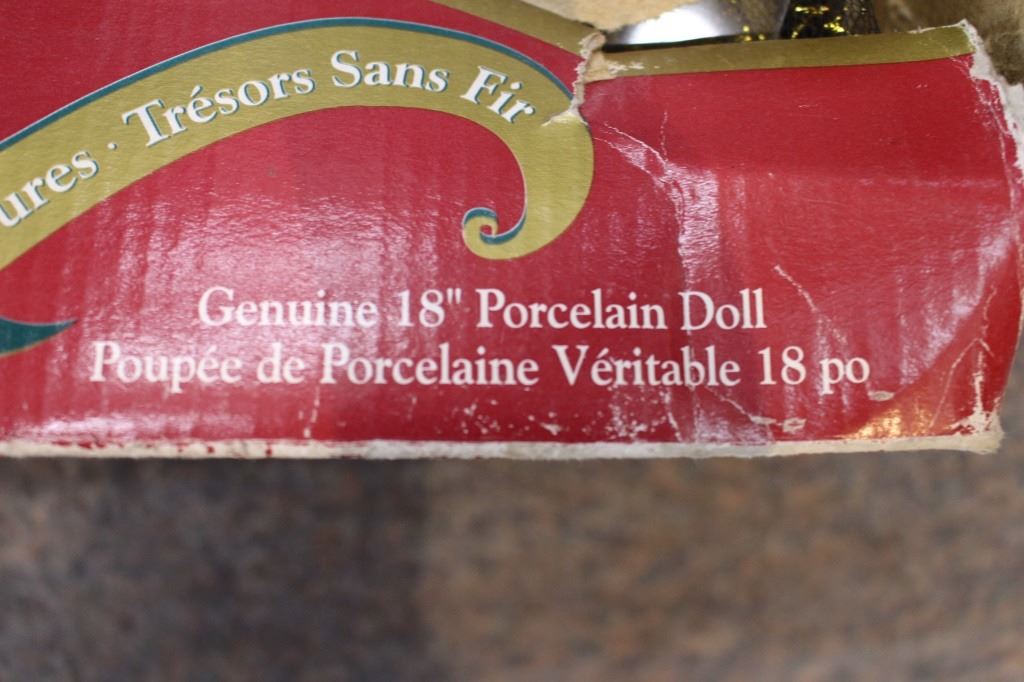 ures · Trésors Sans Fir
Genuine 18" Porcelain Doll
Poupée de Porcelaine Véritable 18 po